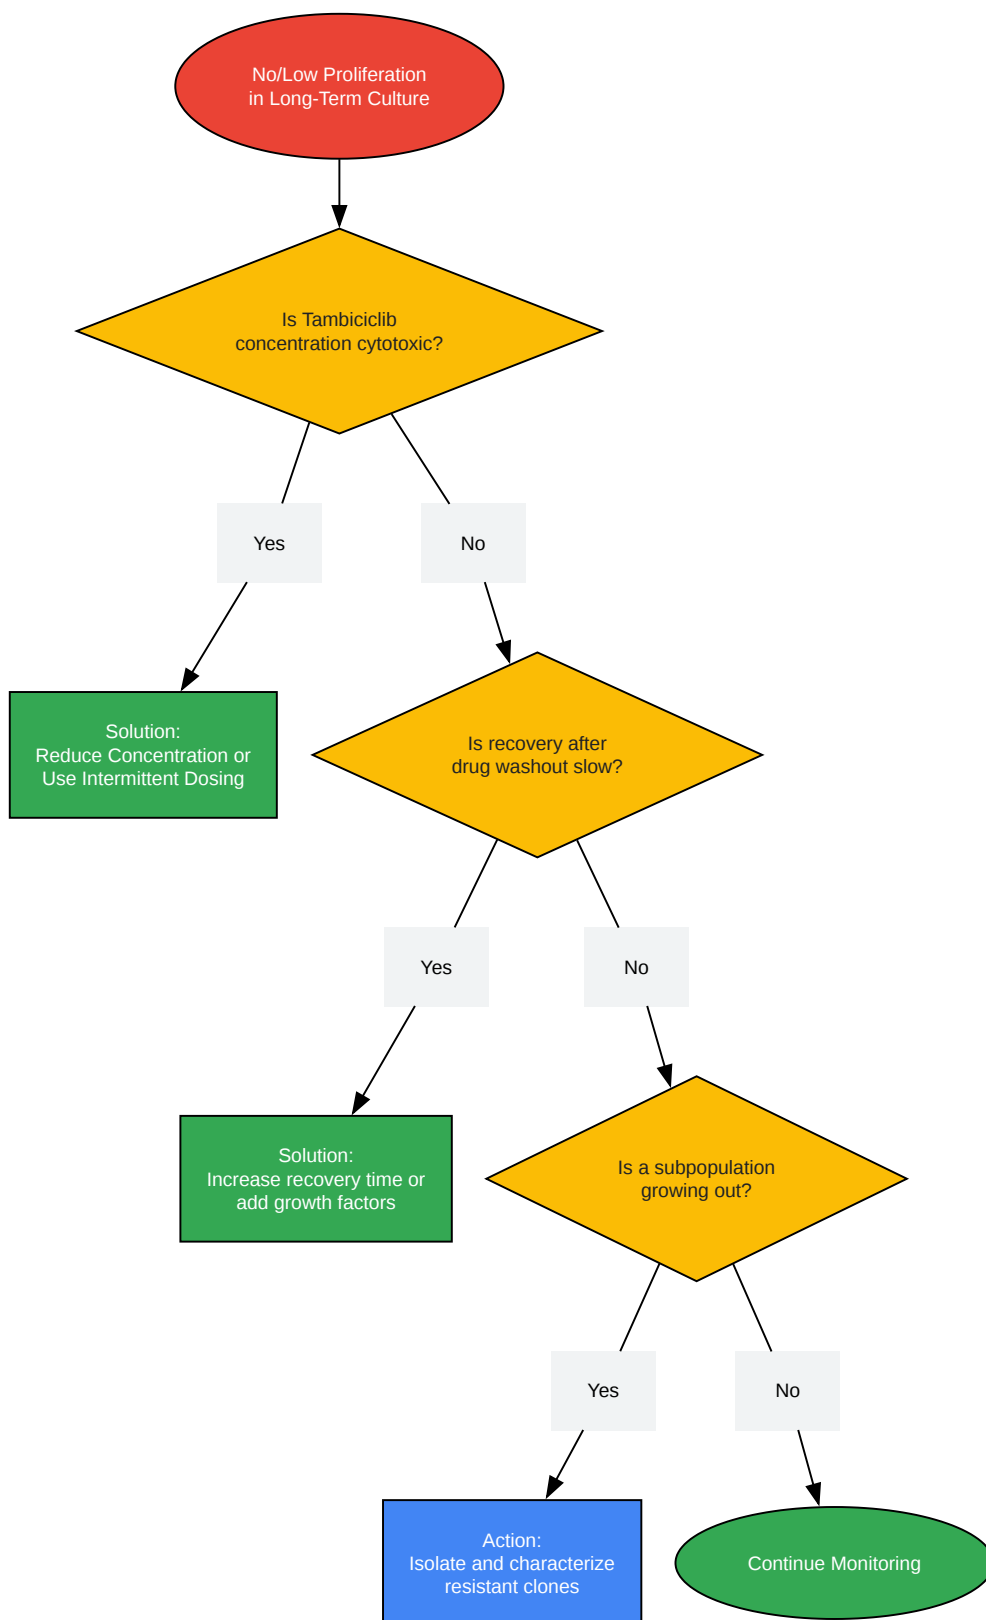 No/Low Proliferation
in Long-Term Culture
Is Tambiciclib
concentration cytotoxic?
Yes
No
Solution:
Reduce Concentration or
Use Intermittent Dosing
Is recovery after
drug washout slow?
Yes
No
Solution:
Increase recovery time or
add growth factors
Is a subpopulation
growing out?
Yes
No
Action:
Isolate and characterize
resistant clones
Continue Monitoring